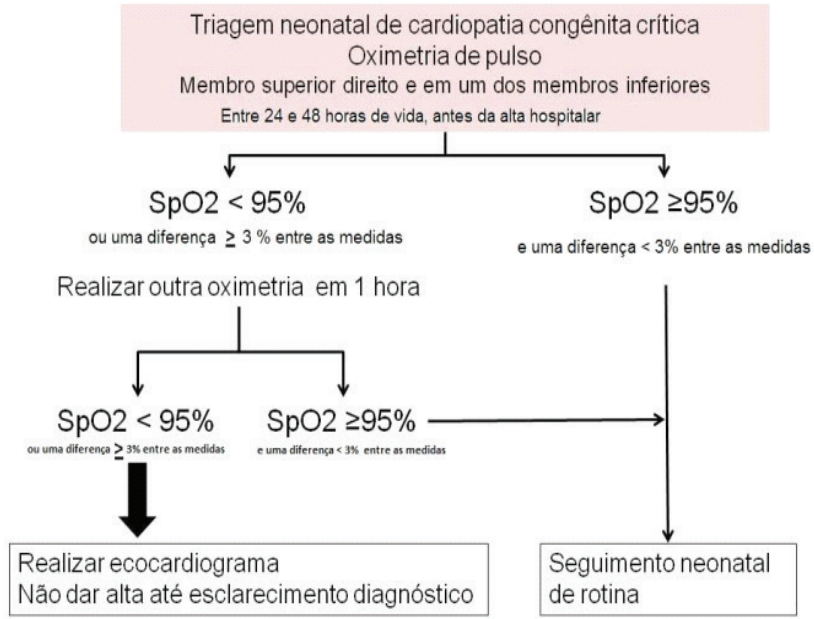 Triagem neonatal de cardiopatia congênita crítica
Oximetria de pulso
Membro superior direito e em um dos membros inferiores
Entre 24 e 48 horas de vida, antes da alta hospitalar
SpO2 < 95%
ou uma diferença ≥ 3 % entre as medidas
SpO2 ≥95%
e uma diferença < 3% entre as medidas
Realizar outra oximetria em 1 hora
SpO2 < 95%
ou uma diferença ≥ 3% entre as medidas
SpO2 ≥95%
e uma diferença < 3% entre as medidas
Realizar ecocardiograma
Não dar alta até esclarecimento diagnóstico
Seguimento neonatal
de rotina